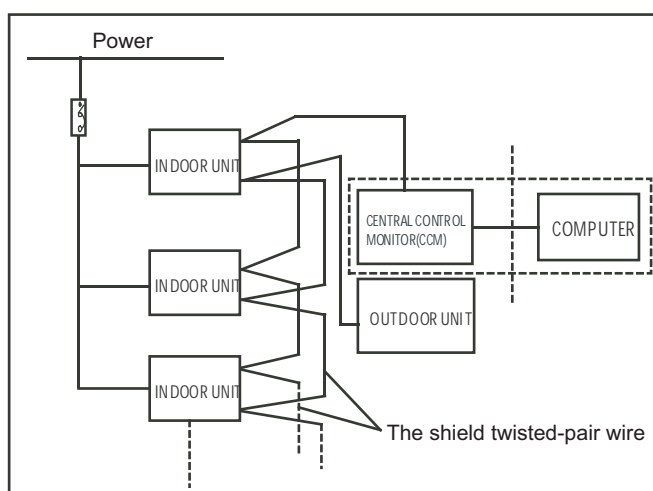 Power
INDOOR UNIT
CENTRAL CONTROL
MONITOR(CCM)
COMPUTER
INDOOR UNIT
OUTDOOR UNIT
INDOOR UNIT
The shield twisted-pair wire